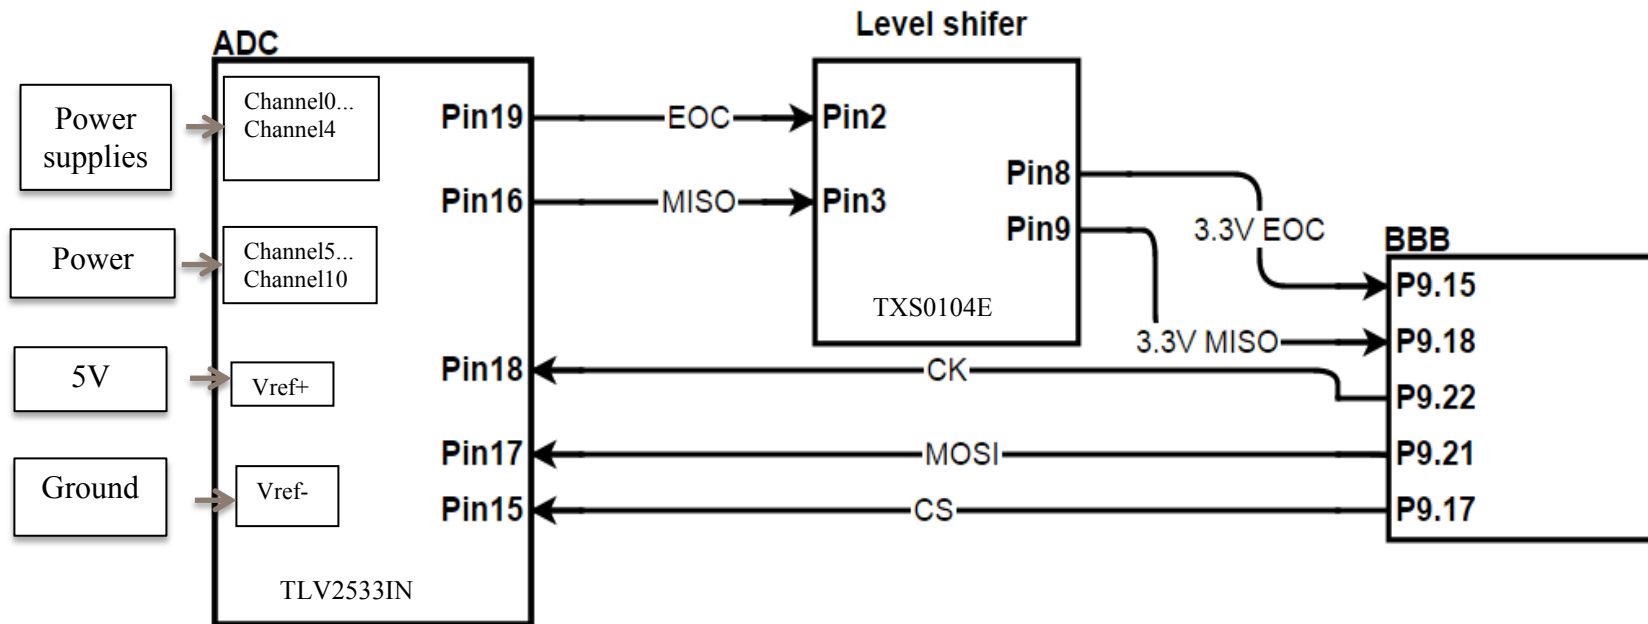 Level shifer
ADC
Power
supplies
Channel0...
Channel4
Pin19
EOC
Pin2
Pin16
MISO
Pin3
Pin8
Pin9
3.3V EOC
Power
Channel5...
Channel10
BBB
P9.15
TXS0104E
3.3V MISO
P9.18
5V
Vref+
Pin18
CK
P9.22
Pin17
MOSI
P9.21
Ground
Vref-
Pin15
CS
P9.17
TLV2533IN